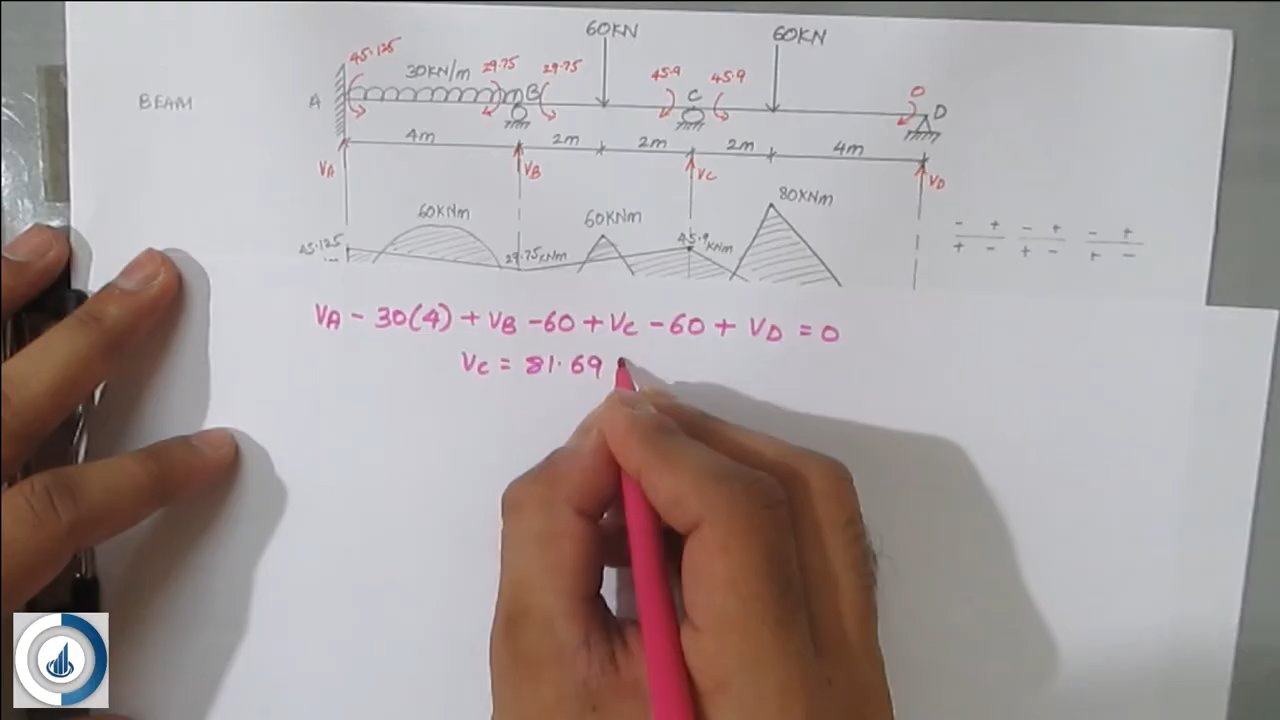 60KN 60KN
45.125 30KN/m 29.75 29.75 45.9 45.9 0
BEAM A B C D
4m 2m 2m 2m 4m
VA VB VC VD
60KNm 60KNm 80KNm
45.125 29.75KNm 45.9KNm
- + - + - +
+ - + - + -
VA - 30(4) + VB - 60 + VC - 60 + VD = 0
VC = 81.69